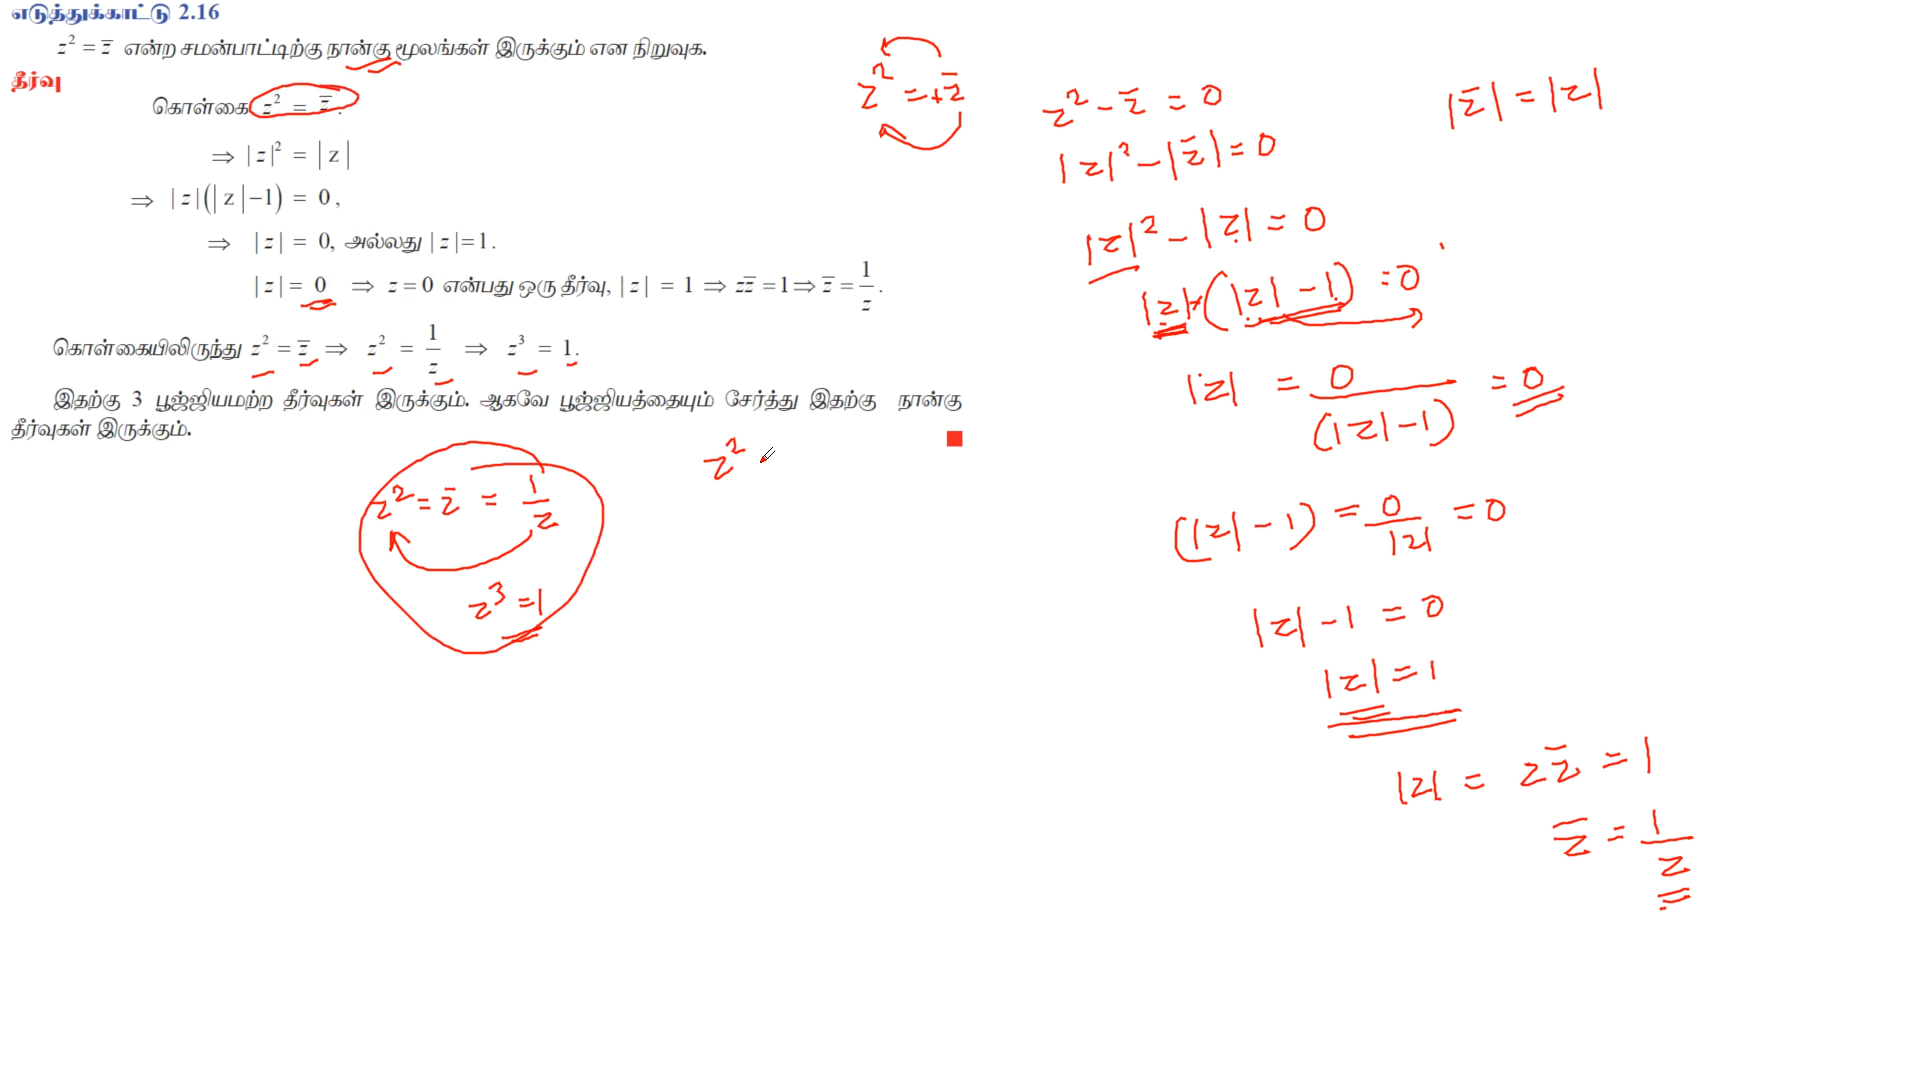 எடுத்துக்காட்டு 2.16
z² = z̅ என்ற சமன்பாட்டிற்கு நான்கு மூலங்கள் இருக்கும் என நிறுவுக.
தீர்வு
கொள்கை z² = z̅.
⇒ |z|² = |z|
⇒ |z|(|z|−1) = 0,
⇒ |z| = 0, அல்லது |z|=1.
|z| = 0 ⇒ z = 0 என்பது ஒரு தீர்வு, |z| = 1 ⇒ zz̅ = 1 ⇒ z̅ = 1/z.
கொள்கையிலிருந்து z² = z̅ ⇒ z² = 1/z ⇒ z³ = 1.
இதற்கு 3 பூஜ்ஜியமற்ற தீர்வுகள் இருக்கும். ஆகவே பூஜ்ஜியத்தையும் சேர்த்து இதற்கு நான்கு
தீர்வுகள் இருக்கும்.
z² = z̅ = 1/z
z³ = 1
z²
z² = +z̅
z² − z̅ = 0
|z|² − |z̅| = 0
|z|² − |z| = 0
|z| × (|z| − 1) = 0
|z| = 0/(|z| − 1) = 0
(|z| − 1) = 0/|z| = 0
|z| − 1 = 0
|z| = 1
|z| = zz̅ = 1
z̅ = 1/z
|z̅| = |z|